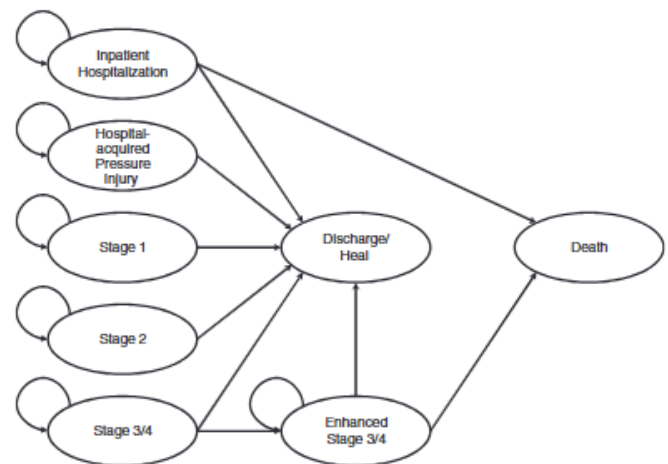 Inpatient
Hospitalization
Hospital-
acquired
Pressure
Injury
Stage 1
Discharge/
Heal
Death
Stage 2
Stage 3/4
Enhanced
Stage 3/4